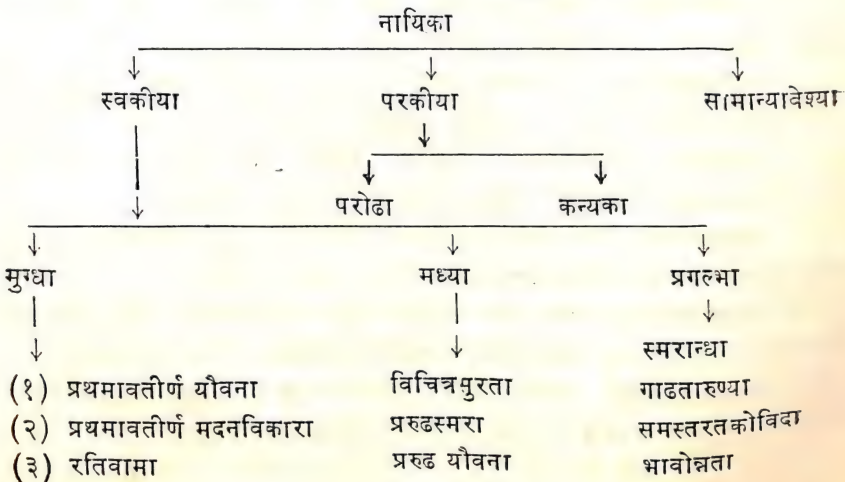 नायिका
स्वकीया परकीया सामान्यावेश्या
परोढा कन्यका
मुग्धा मध्या प्रगल्भा
स्मरान्धा
(१) प्रथमावतीर्ण यौवना विचित्रसुरता गाढतारुण्या
(२) प्रथमावतीर्ण मदनविकारा प्ररुढस्मरा समस्तरतकोविदा
(३) रतिवामा प्ररुढ यौवना भावोन्नता